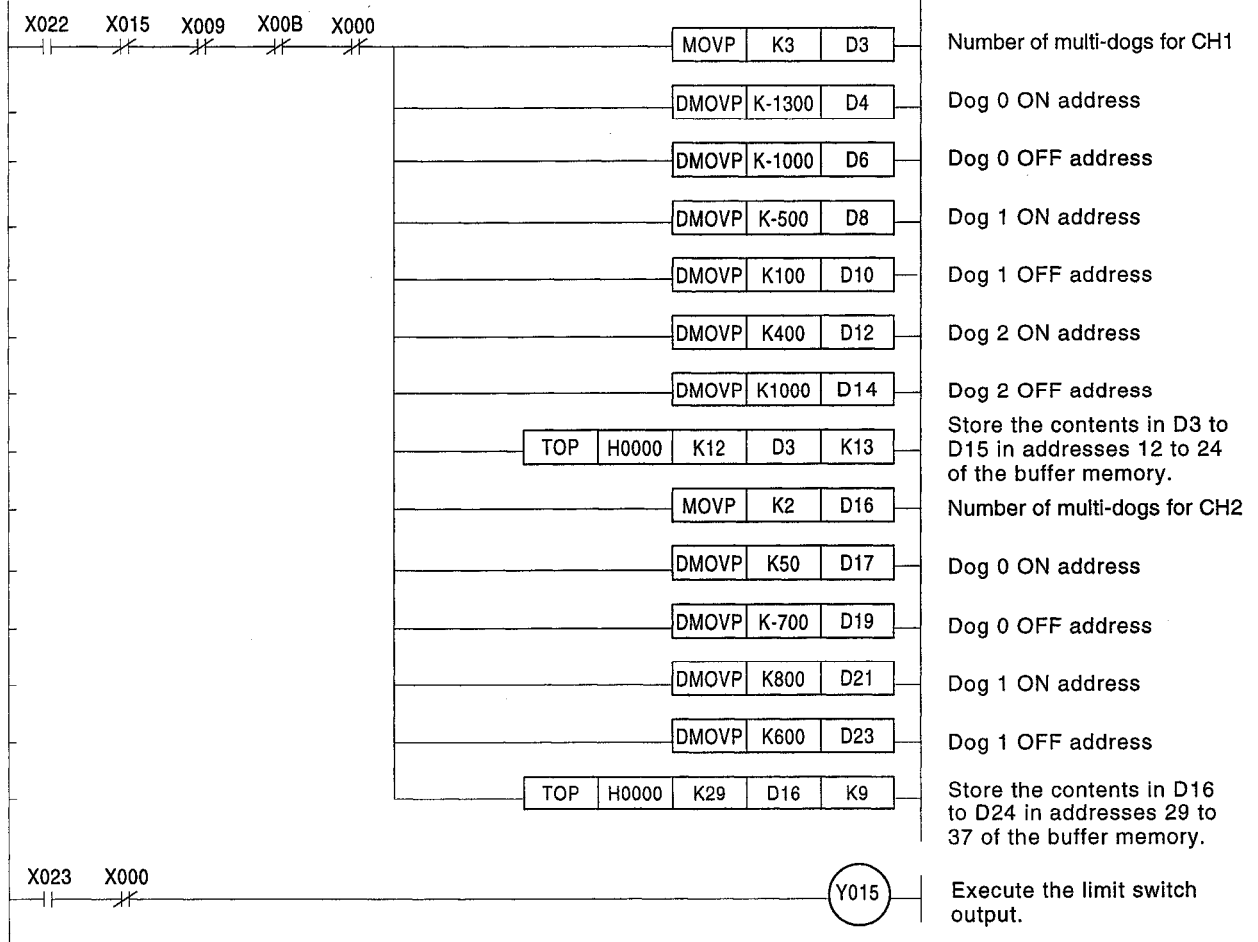 X022 X015 X009 X00B X000
MOVP K3 D3 Number of multi-dogs for CH1
DMOVP K-1300 D4 Dog 0 ON address
DMOVP K-1000 D6 Dog 0 OFF address
DMOVP K-500 D8 Dog 1 ON address
DMOVP K100 D10 Dog 1 OFF address
DMOVP K400 D12 Dog 2 ON address
DMOVP K1000 D14 Dog 2 OFF address
TOP H0000 K12 D3 K13
Store the contents in D3 to
D15 in addresses 12 to 24
of the buffer memory.
MOVP K2 D16 Number of multi-dogs for CH2
DMOVP K50 D17 Dog 0 ON address
DMOVP K-700 D19 Dog 0 OFF address
DMOVP K800 D21 Dog 1 ON address
DMOVP K600 D23 Dog 1 OFF address
TOP H0000 K29 D16 K9
Store the contents in D16
to D24 in addresses 29 to
37 of the buffer memory.
X023 X000
Y015
Execute the limit switch
output.